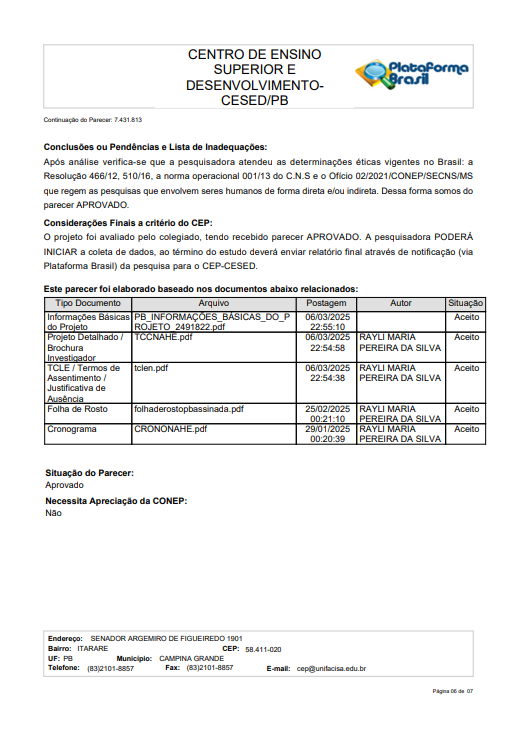 CENTRO DE ENSINO
SUPERIOR E
DESENVOLVIMENTO-
CESED/PB
Plataforma
Brasil
Continuação do Parecer: 7.431.813
Conclusões ou Pendências e Lista de Inadequações:
Após análise verifica-se que a pesquisadora atendeu as determinações éticas vigentes no Brasil: a
Resolução 466/12, 510/16, a norma operacional 001/13 do C.N.S e o Ofício 02/2021/CONEP/SECNS/MS
que regem as pesquisas que envolvem seres humanos de forma direta e/ou indireta. Dessa forma somos do
parecer APROVADO.
Considerações Finais a critério do CEP:
O projeto foi avaliado pelo colegiado, tendo recebido parecer APROVADO. A pesquisadora PODERÁ
INICIAR a coleta de dados, ao término do estudo deverá enviar relatório final através de notificação (via
Plataforma Brasil) da pesquisa para o CEP-CESED.
Este parecer foi elaborado baseado nos documentos abaixo relacionados:
Tipo Documento Arquivo Postagem Autor Situação
Informações Básicas PB_INFORMAÇÕES_BÁSICAS_DO_P 06/03/2025 Aceito
do Projeto ROJETO_2491822.pdf 22:55:10
Projeto Detalhado / TCCNAHE.pdf 06/03/2025 RAYLI MARIA Aceito
Brochura 22:54:58 PEREIRA DA SILVA
Investigador
TCLE / Termos de tclen.pdf 06/03/2025 RAYLI MARIA Aceito
Assentimento / 22:54:38 PEREIRA DA SILVA
Justificativa de
Ausência
Folha de Rosto folhaderostopbassinada.pdf 25/02/2025 RAYLI MARIA Aceito
00:21:10 PEREIRA DA SILVA
Cronograma CRONONAHE.pdf 29/01/2025 RAYLI MARIA Aceito
00:20:39 PEREIRA DA SILVA
Situação do Parecer:
Aprovado
Necessita Apreciação da CONEP:
Não
Endereço: SENADOR ARGEMIRO DE FIGUEIREDO 1901
Bairro: ITARARE CEP: 58.411-020
UF: PB Município: CAMPINA GRANDE
Telefone: (83)2101-8857 Fax: (83)2101-8857 E-mail: cep@unifacisa.edu.br
Página 06 de 07